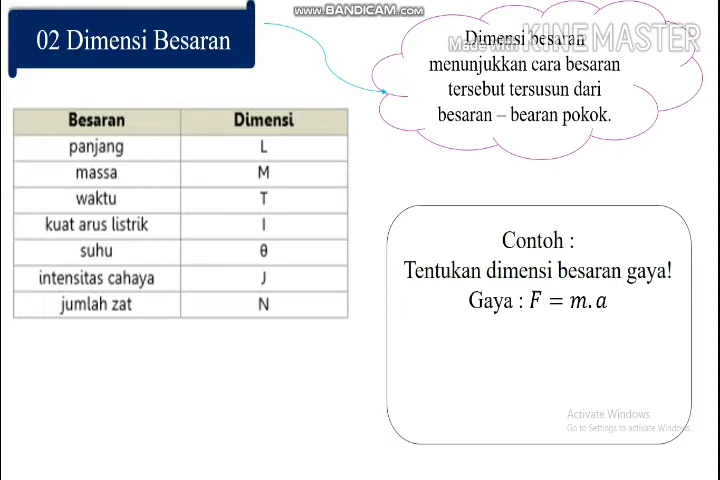 www.BANDICAM.com
02 Dimensi Besaran
Made with KINEMASTER
Dimensi besaran
menunjukkan cara besaran
tersebut tersusun dari
besaran – bearan pokok.
Besaran Dimensi
panjang L
massa M
waktu T
kuat arus listrik I
suhu θ
intensitas cahaya J
jumlah zat N
Contoh :
Tentukan dimensi besaran gaya!
Gaya : F = m. a
Activate Windows
Go to Settings to activate Windows.